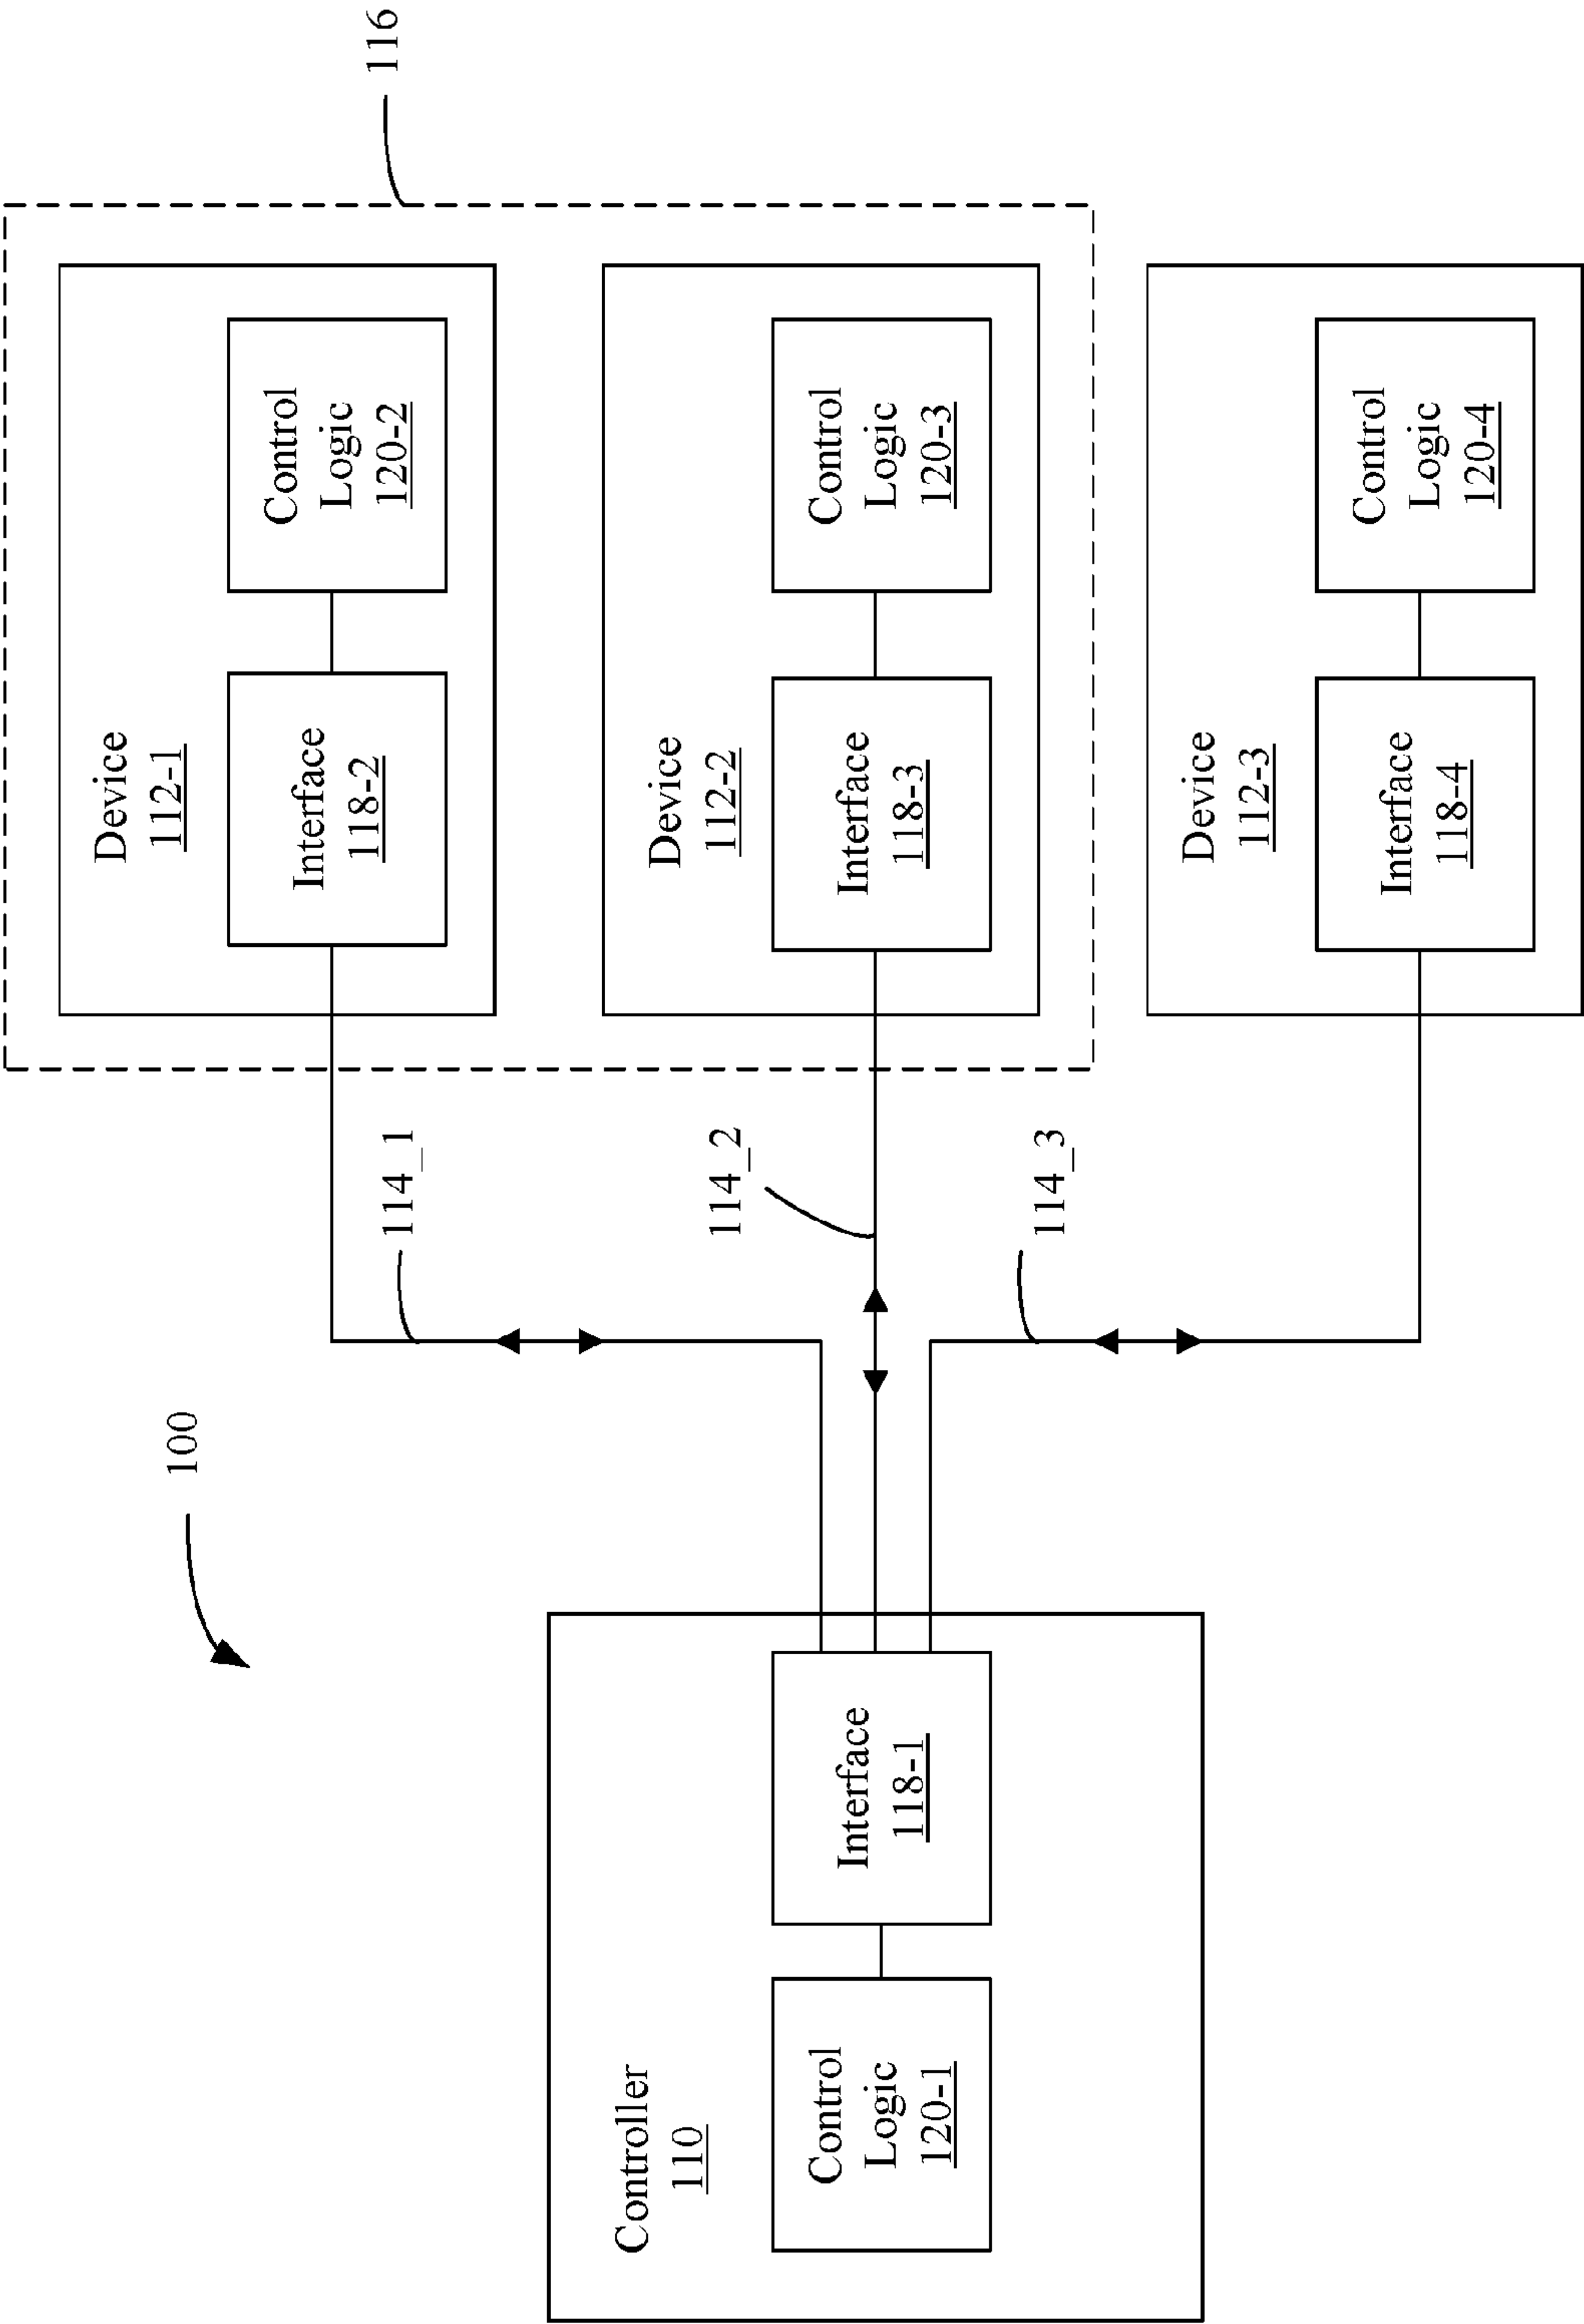 100
Controller
110
Control
Logic
120-1
Interface
118-1
114_1
114_2
114_3
116
Device
112-1
Interface
118-2
Control
Logic
120-2
Device
112-2
Interface
118-3
Control
Logic
120-3
Device
112-3
Interface
118-4
Control
Logic
120-4